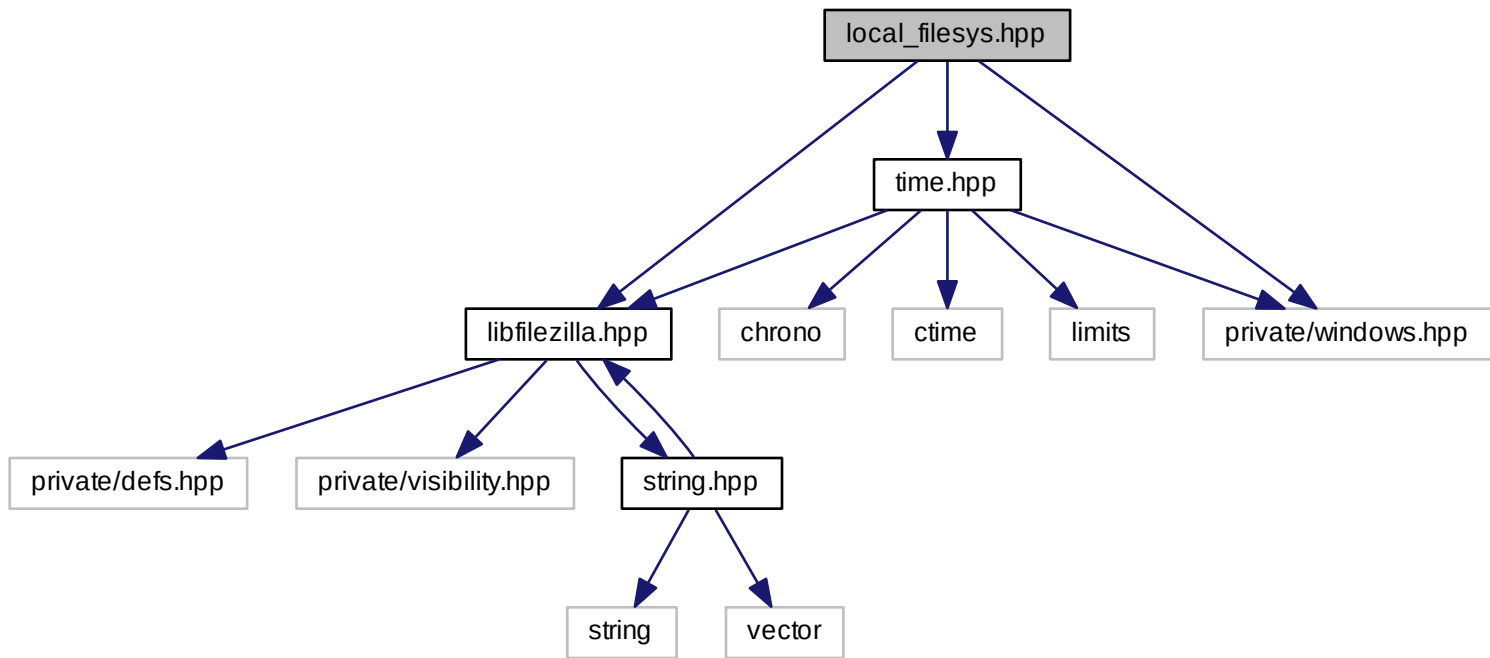 local_filesys.hpp
time.hpp
libfilezilla.hpp
chrono
ctime
limits
private/windows.hpp
private/defs.hpp
private/visibility.hpp
string.hpp
string
vector